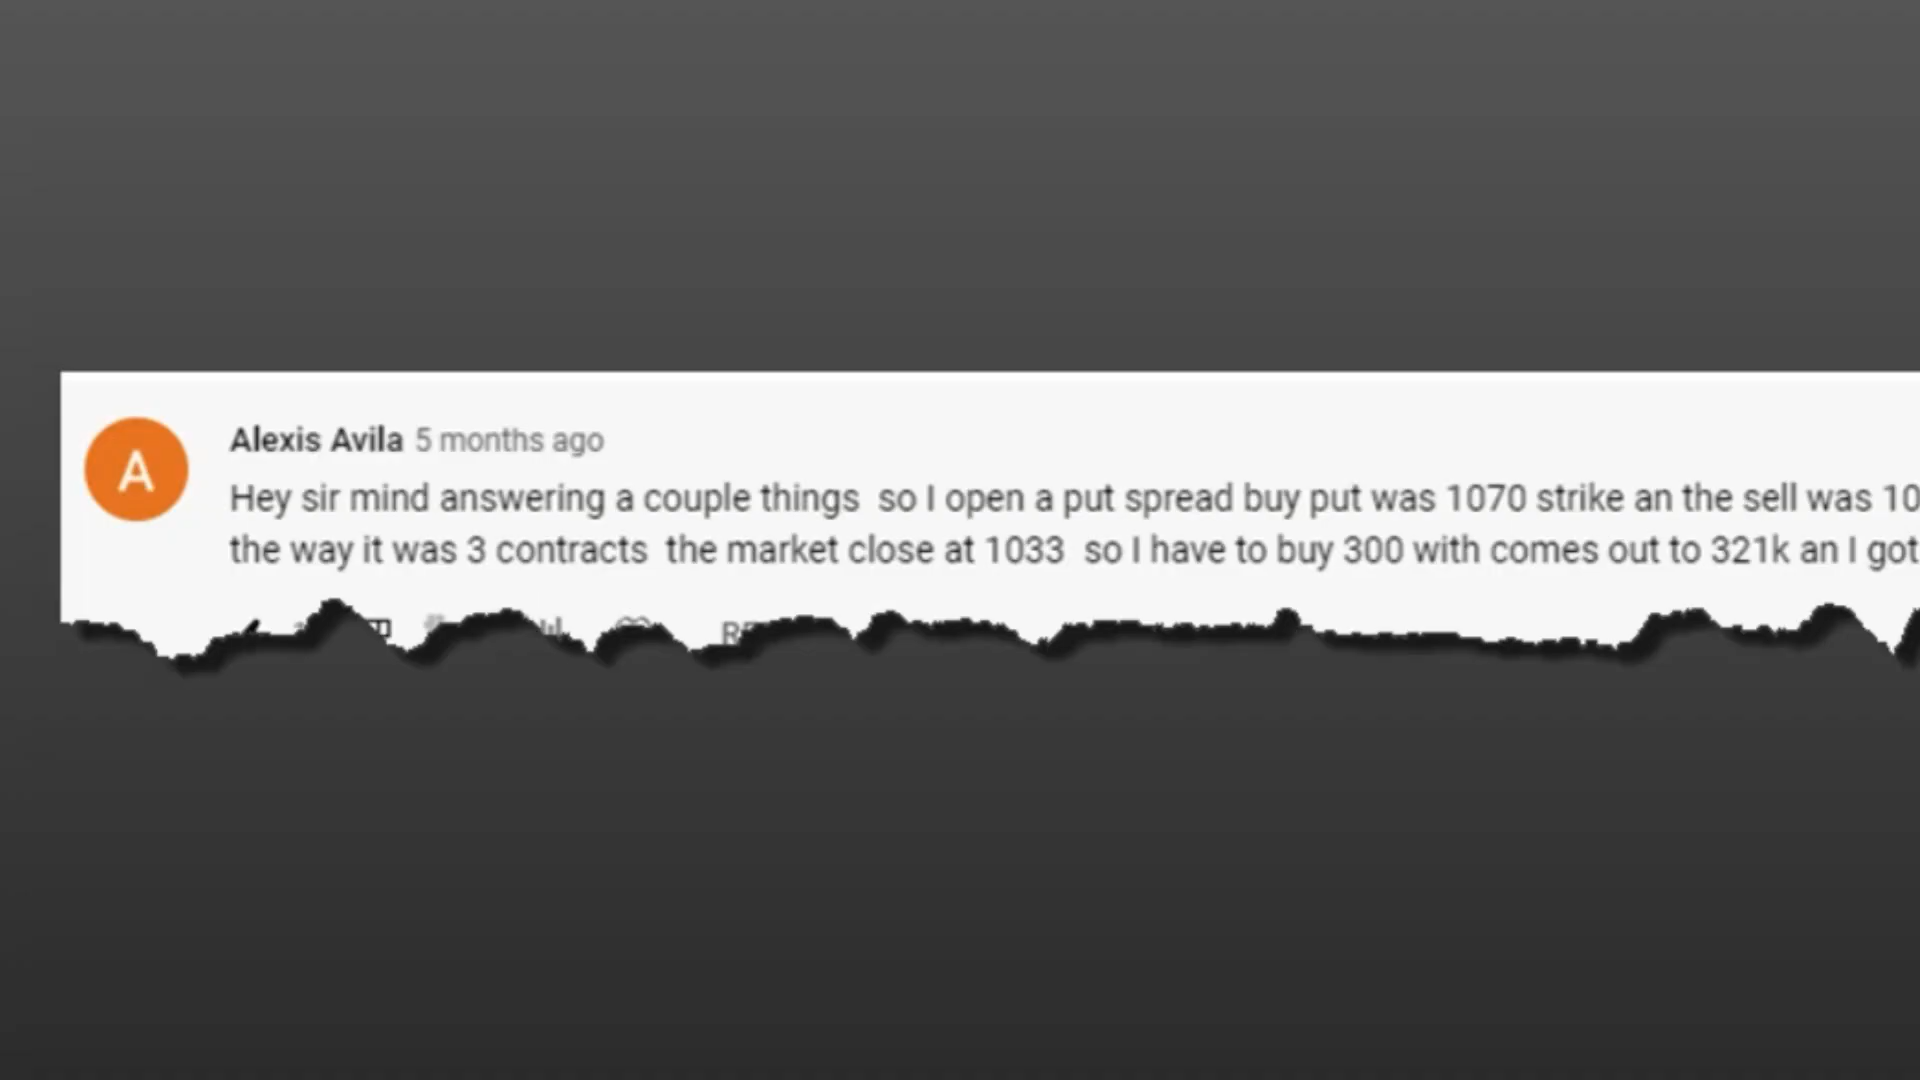 A
Alexis Avila 5 months ago
Hey sir mind answering a couple things so I open a put spread buy put was 1070 strike an the sell was 10
the way it was 3 contracts the market close at 1033 so I have to buy 300 with comes out to 321k an I got